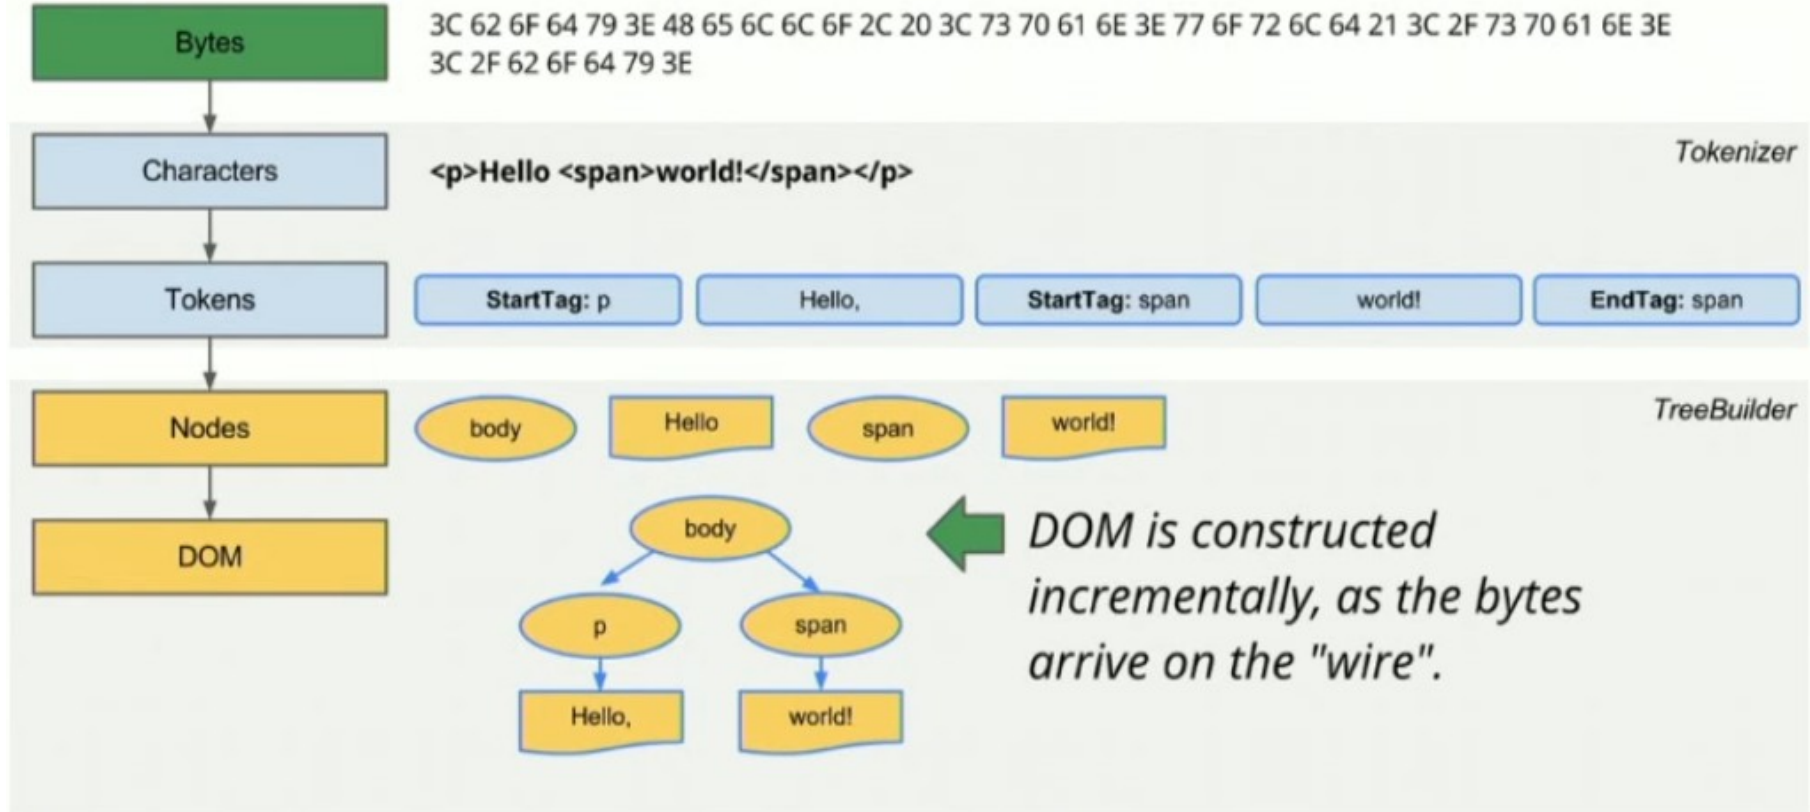 Bytes
3C 62 6F 64 79 3E 48 65 6C 6C 6F 2C 20 3C 73 70 61 6E 3E 77 6F 72 6C 64 21 3C 2F 73 70 61 6E 3E
3C 2F 62 6F 64 79 3E
Tokenizer
Characters
<p>Hello <span>world!</span></p>
Tokens
StartTag: p
Hello,
StartTag: span
world!
EndTag: span
TreeBuilder
Nodes
body
Hello
span
world!
DOM
body
p
span
Hello,
world!
DOM is constructed
incrementally, as the bytes
arrive on the "wire".